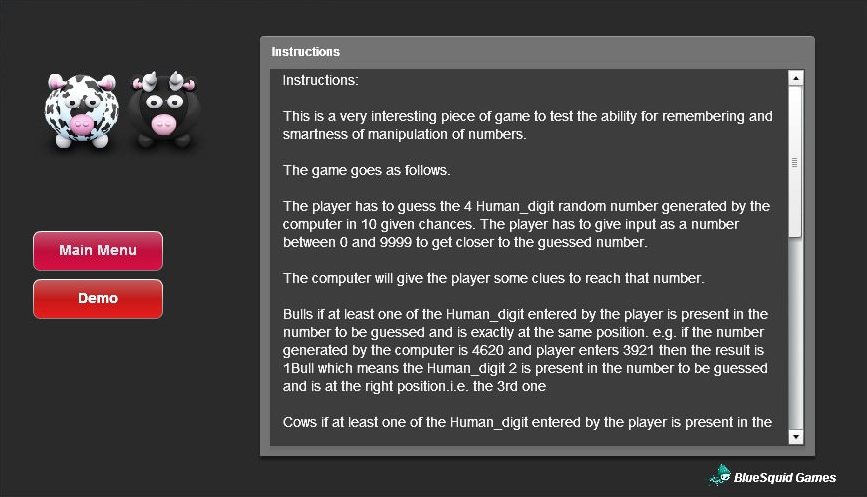 Instructions
Instructions:
This is a very interesting piece of game to test the ability for remembering and
smartness of manipulation of numbers.
The game goes as follows.
The player has to guess the 4 Human_digit random number generated by the
computer in 10 given chances. The player has to give input as a number
between 0 and 9999 to get closer to the guessed number.
The computer will give the player some clues to reach that number.
Bulls if at least one of the Human_digit entered by the player is present in the
number to be guessed and is exactly at the same position. e.g. if the number
generated by the computer is 4620 and player enters 3921 then the result is
1Bull which means the Human_digit 2 is present in the number to be guessed
and is at the right position.i.e. the 3rd one
Cows if at least one of the Human_digit entered by the player is present in the
Main Menu
Demo
BlueSquid Games